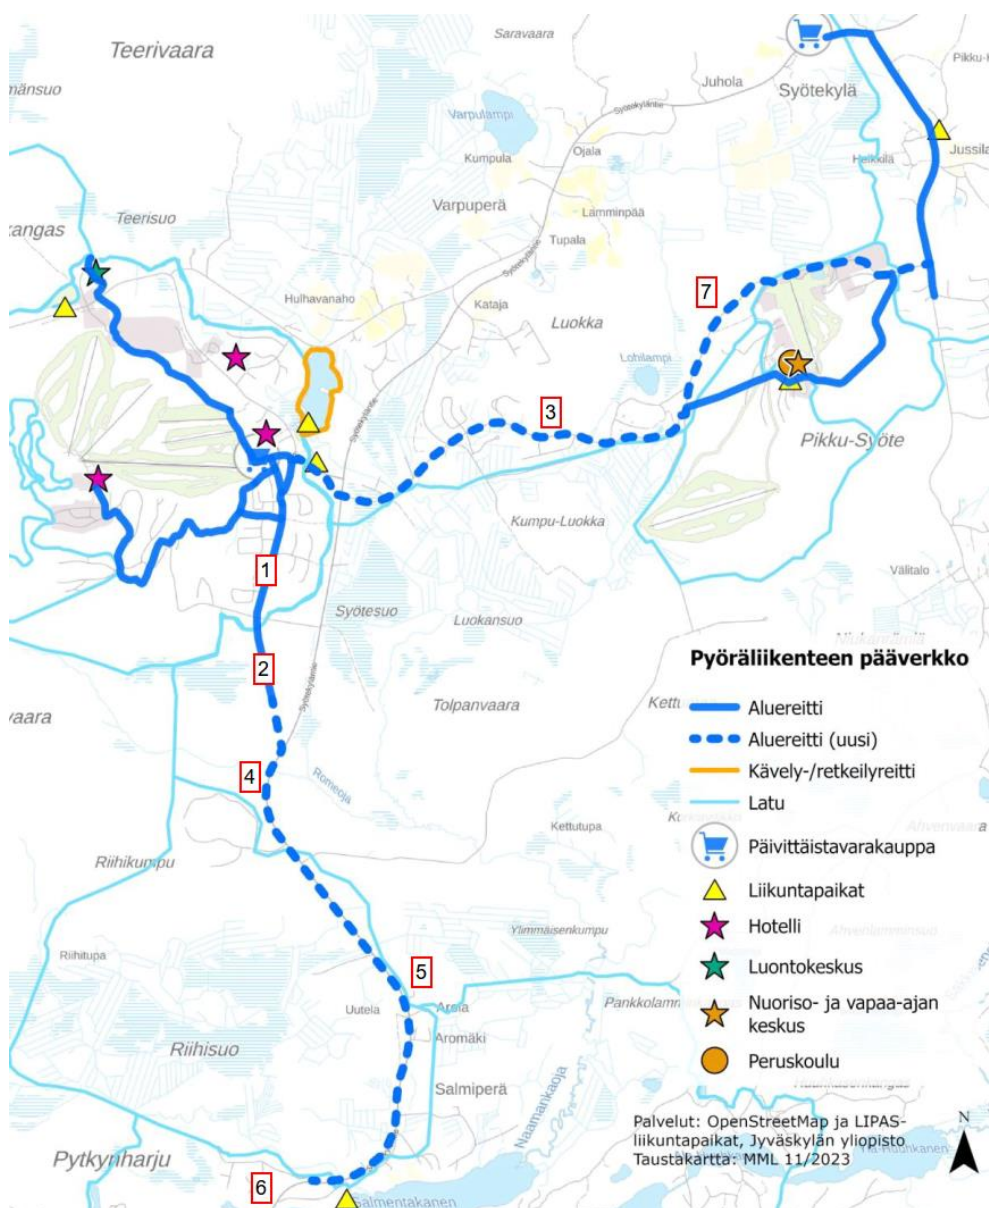 Saravaara
Teerivaara
Juhola
Syötekylä
Pikku-
Varpulampi
Syötekyläntie
Jussila
Kumpula
Ojala
Heikkilä
Lamminpää
Varpuperä
Teerisuo
Tupala
Syötekyläntie
7
Hulhavanaho
Kataja
Luokka
Lohilampi
3
Syötekyläntie
Pikku-Syöte
Kumpu-Luokka
1
Välitalo
Syötesuo
Luokansuo
2
Syötekyläntie
Tolpanvaara
vaara
4
Romeoja
Kettutupa
Riihikumpu
Ylimmäisenkumpu
Riihitupa
5
Uutela
Arola
Aromäki
Riihisuo
Salmiperä
Naamankaoja
Pytkynharju
6
Salmentakanen
Pyöräliikenteen pääverkko
Aluereitti
Aluereitti (uusi)
Kävely-/retkeilyreitti
Latu
Päivittäistavarakauppa
Liikuntapaikat
Hotelli
Luontokeskus
Nuoriso- ja vapaa-ajan
keskus
Peruskoulu
Palvelut: OpenStreetMap ja LIPAS-
liikuntapaikat, Jyväskylän yliopisto
Taustakartta: MML 11/2023
N